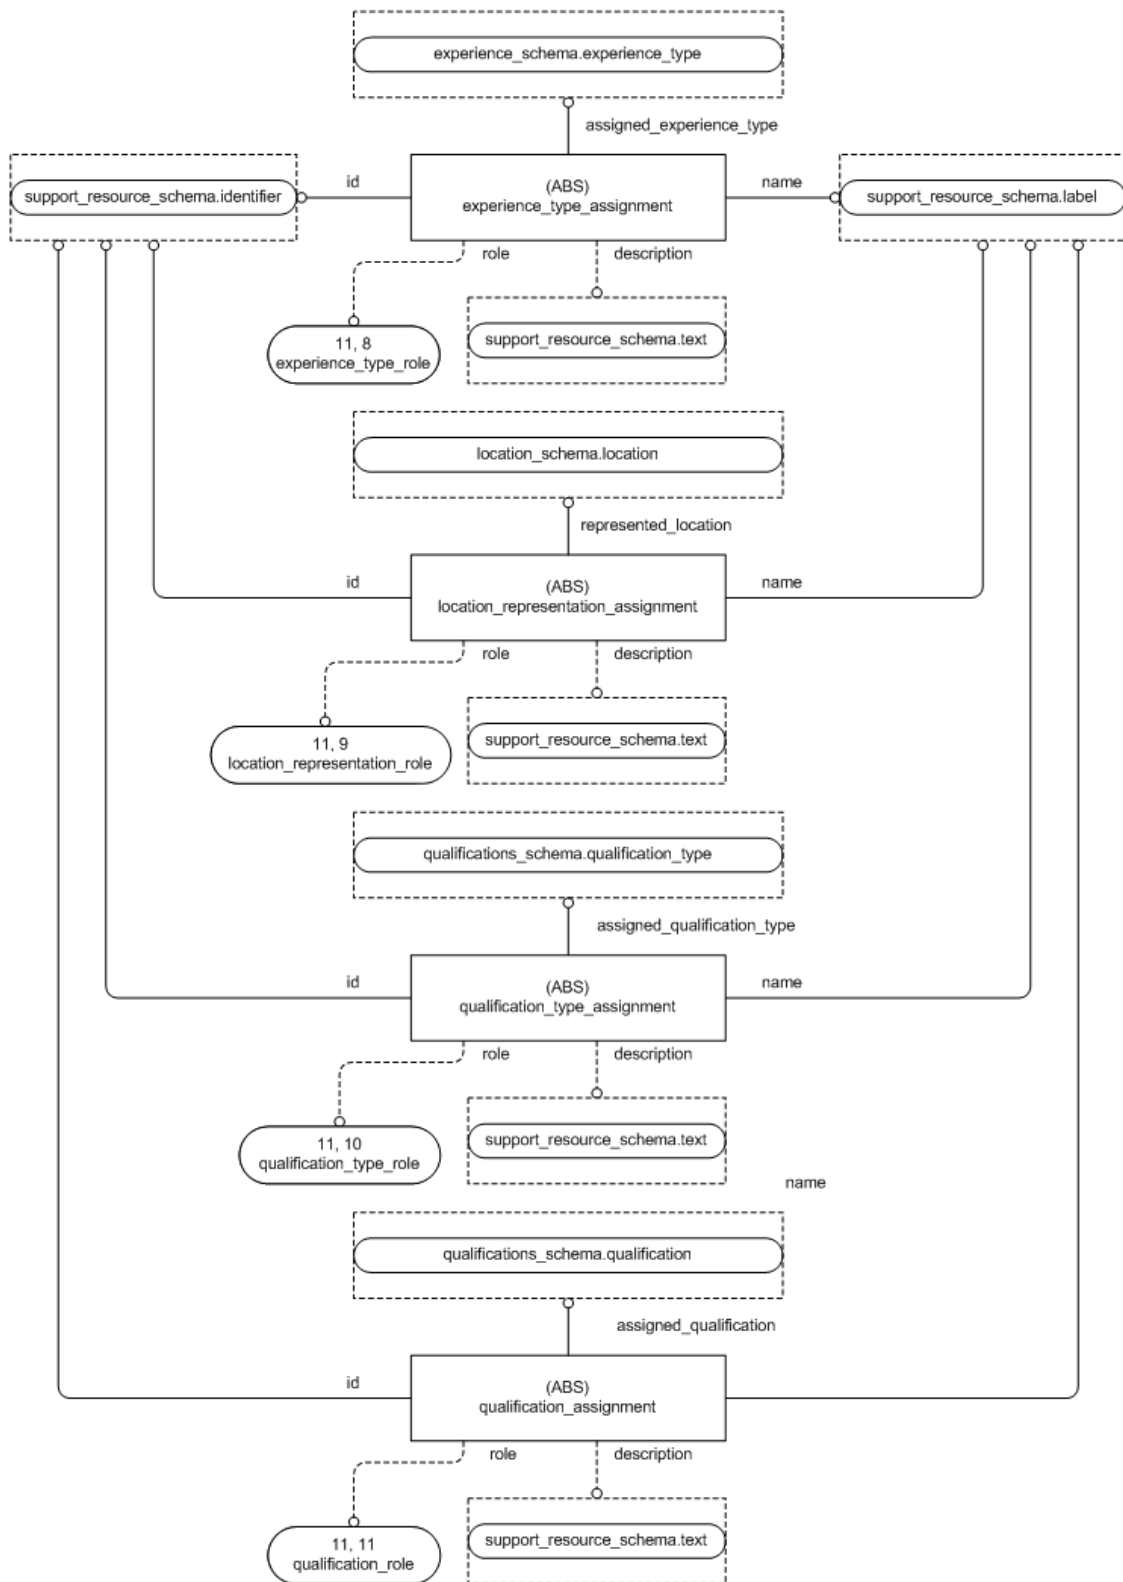 experience_schema.experience_type
assigned_experience_type
support_resource_schema.identifier
id
(ABS)
experience_type_assignment
name
support_resource_schema.label
role
description
11, 8
experience_type_role
support_resource_schema.text
location_schema.location
represented_location
id
(ABS)
location_representation_assignment
name
role
description
11, 9
location_representation_role
support_resource_schema.text
qualifications_schema.qualification_type
assigned_qualification_type
id
(ABS)
qualification_type_assignment
name
role
description
11, 10
qualification_type_role
support_resource_schema.text
name
qualifications_schema.qualification
assigned_qualification
id
(ABS)
qualification_assignment
role
description
11, 11
qualification_role
support_resource_schema.text